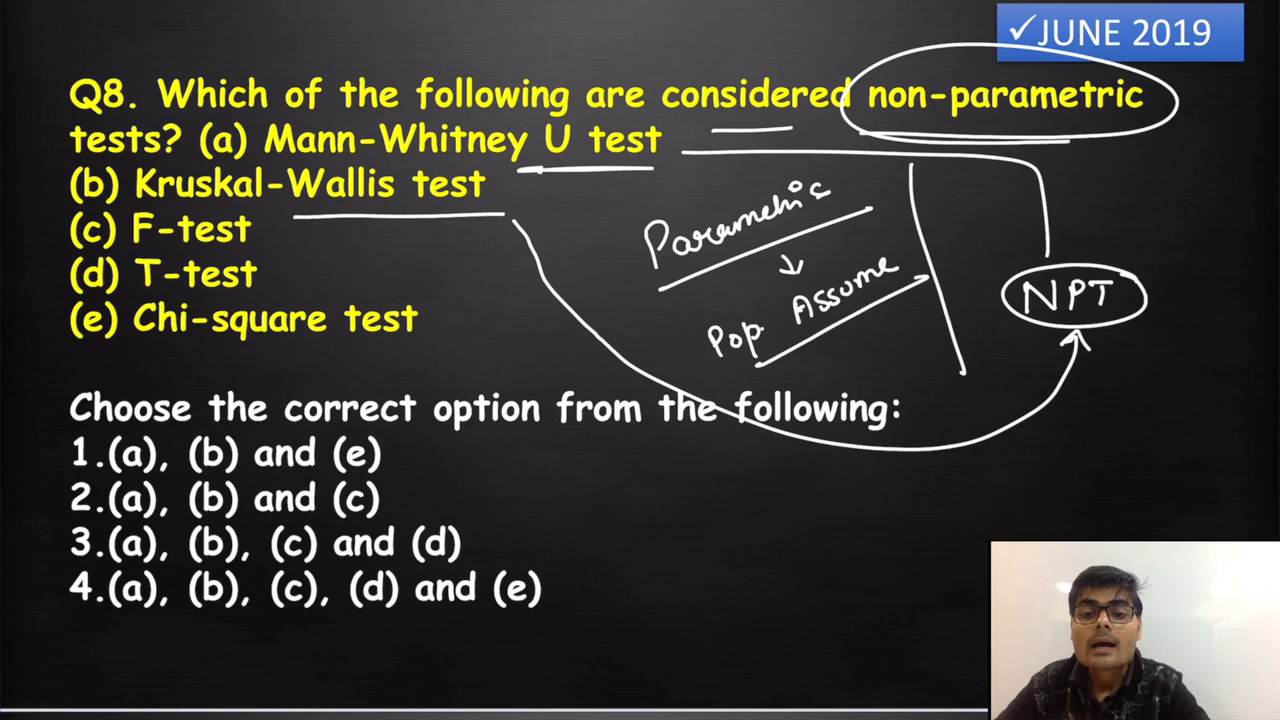 ✓JUNE 2019
Q8. Which of the following are considered non-parametric
tests? (a) Mann-Whitney U test
(b) Kruskal-Wallis test
(c) F-test
(d) T-test
(e) Chi-square test
Parametric
Pop. Assume
NPT
Choose the correct option from the following:
1.(a), (b) and (e)
2.(a), (b) and (c)
3.(a), (b), (c) and (d)
4.(a), (b), (c), (d) and (e)